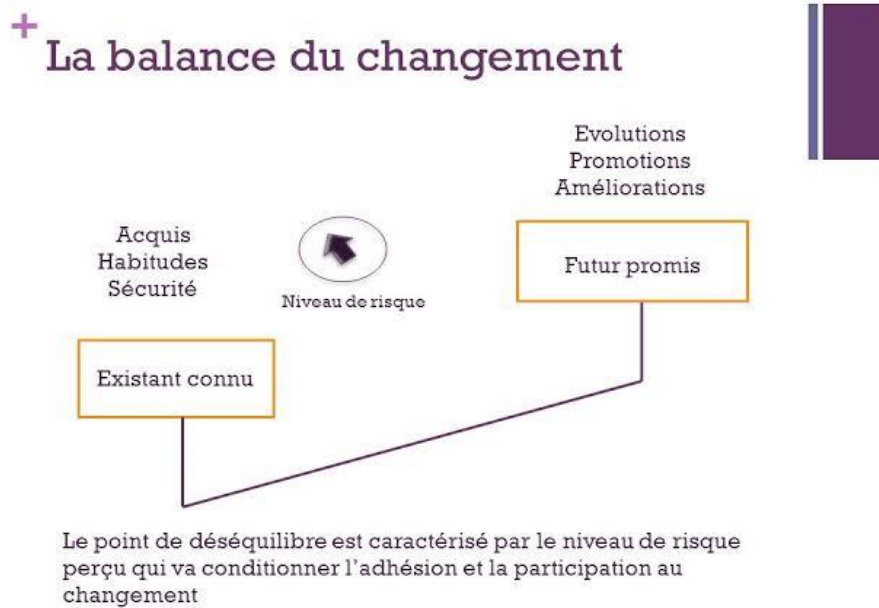 +
La balance du changement
Evolutions
Promotions
Améliorations
Acquis
Habitudes
Sécurité
Futur promis
Niveau de risque
Existant connu
Le point de déséquilibre est caractérisé par le niveau de risque
perçu qui va conditionner l'adhésion et la participation au
changement